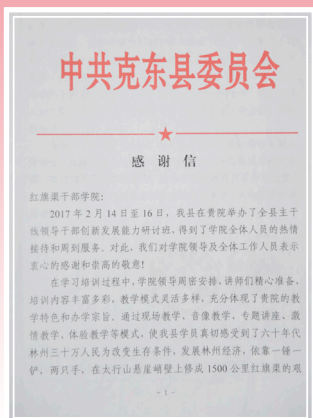 中共克东县委员会
感谢信
红旗渠干部学院:
2017年2月14日至16日，我县在贵院举办了全县主干
线领导干部创新发展能力研讨班，得到了学院全体人员的热情
接待和周到服务。对此，我们对学院领导及全体工作人员表示
衷心的感谢和崇高的敬意!
在学习培训过程中，学院领导周密安排，讲师们精心准备，
培训内容丰富多彩，教学模式灵活多样，充分体现了贵院的教
学特色和办学宗旨。通过现场教学、音像教学、专题讲座、激
情教学、体验教学等模式，使我县学员真切感受到了六十年代
林州三十万人民为改变生存条件，发展林州经济，依靠一锤一
铲，两只手，在太行山悬崖峭壁上修成1500公里红旗渠的艰
- 1 -